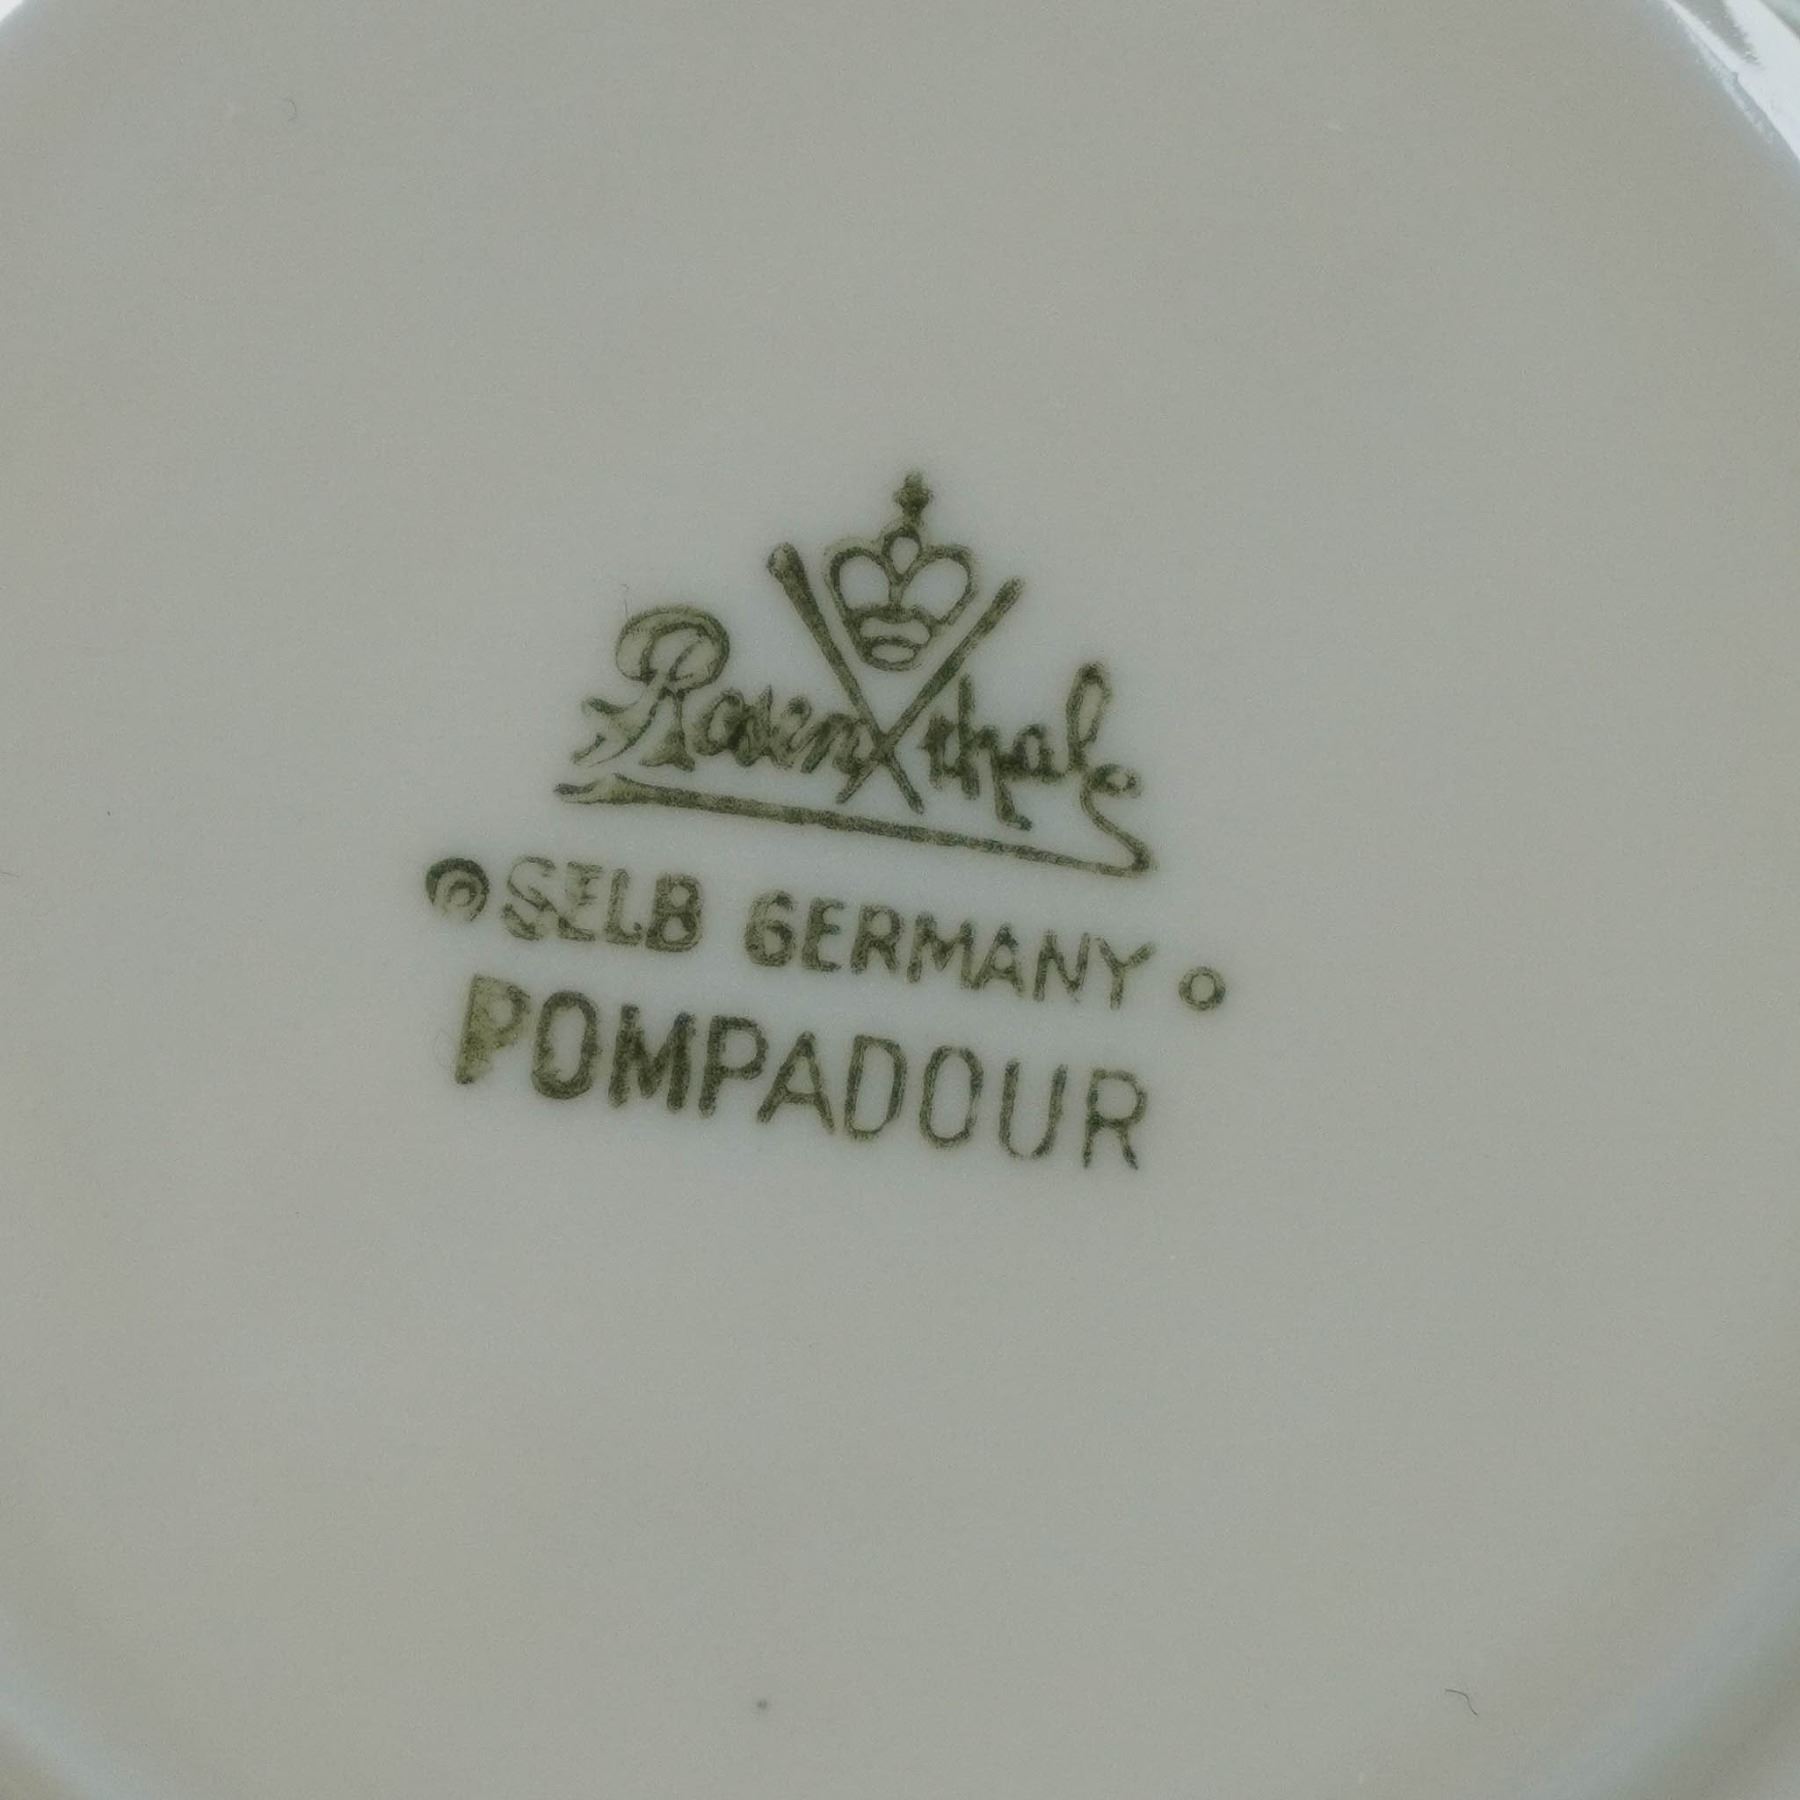 Rosenthal
SELB GERMANY
POMPADOUR